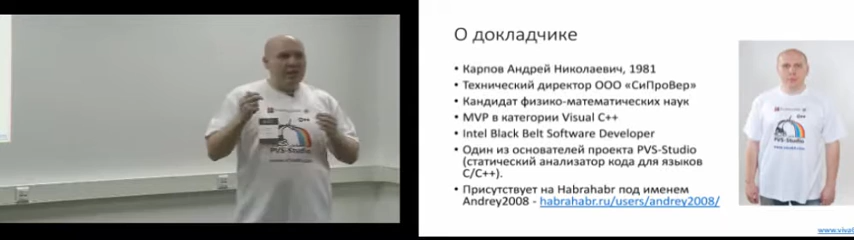 PVS-Studio
О докладчике
• Карпов Андрей Николаевич, 1981
• Технический директор ООО «СиПроВер»
• Кандидат физико-математических наук
• MVP в категории Visual C++
• Intel Black Belt Software Developer
• Один из основателей проекта PVS-Studio
(статический анализатор кода для языков
C/C++).
• Присутствует на Habrahabr под именем
Andrey2008 - habrahabr.ru/users/andrey2008/
PVS-Studio